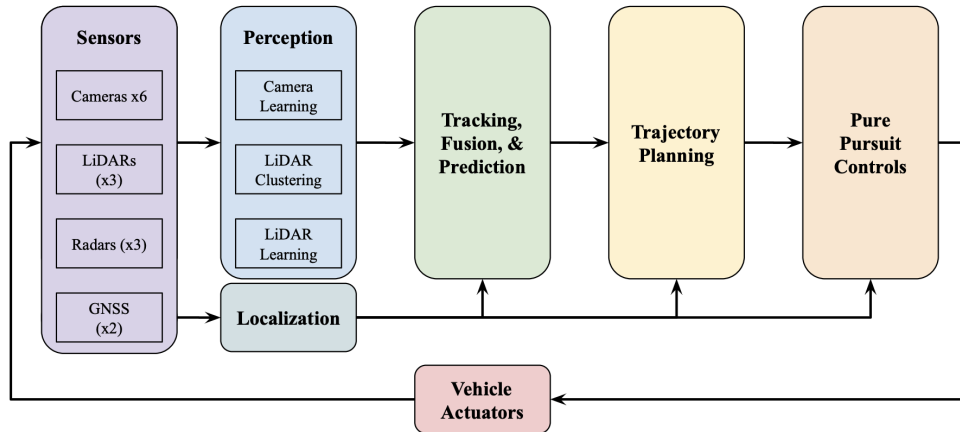 Sensors
Cameras x6
LiDARs
(x3)
Radars (x3)
GNSS
(x2)
Perception
Camera
Learning
LiDAR
Clustering
LiDAR
Learning
Localization
Tracking,
Fusion, &
Prediction
Trajectory
Planning
Pure
Pursuit
Controls
Vehicle
Actuators